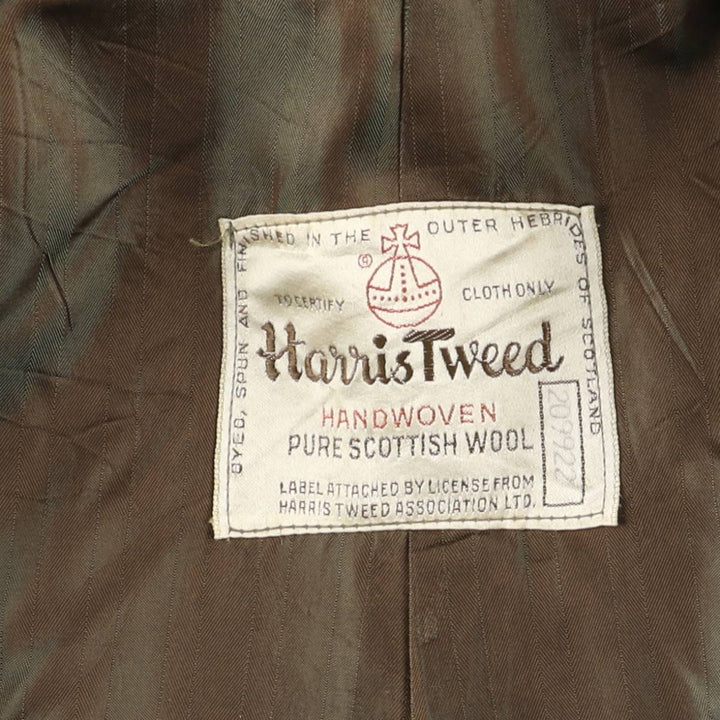 DYED, SPUN AND FINISHED IN THE OUTER HEBRIDES OF SCOTLAND
®
TO CERTIFY CLOTH ONLY
Harris Tweed
HANDWOVEN
PURE SCOTTISH WOOL
LABEL ATTACHED BY LICENSE FROM
HARRIS TWEED ASSOCIATION LTD.